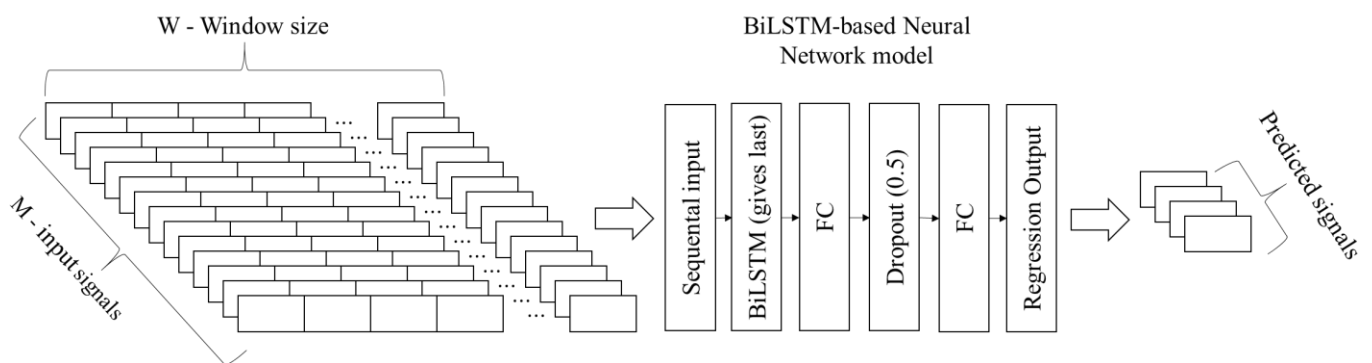 W - Window size
BiLSTM-based Neural
Network model
M - input signals
Sequental input
BiLSTM (gives last)
FC
Dropout (0.5)
FC
Regression Output
Predicted signals